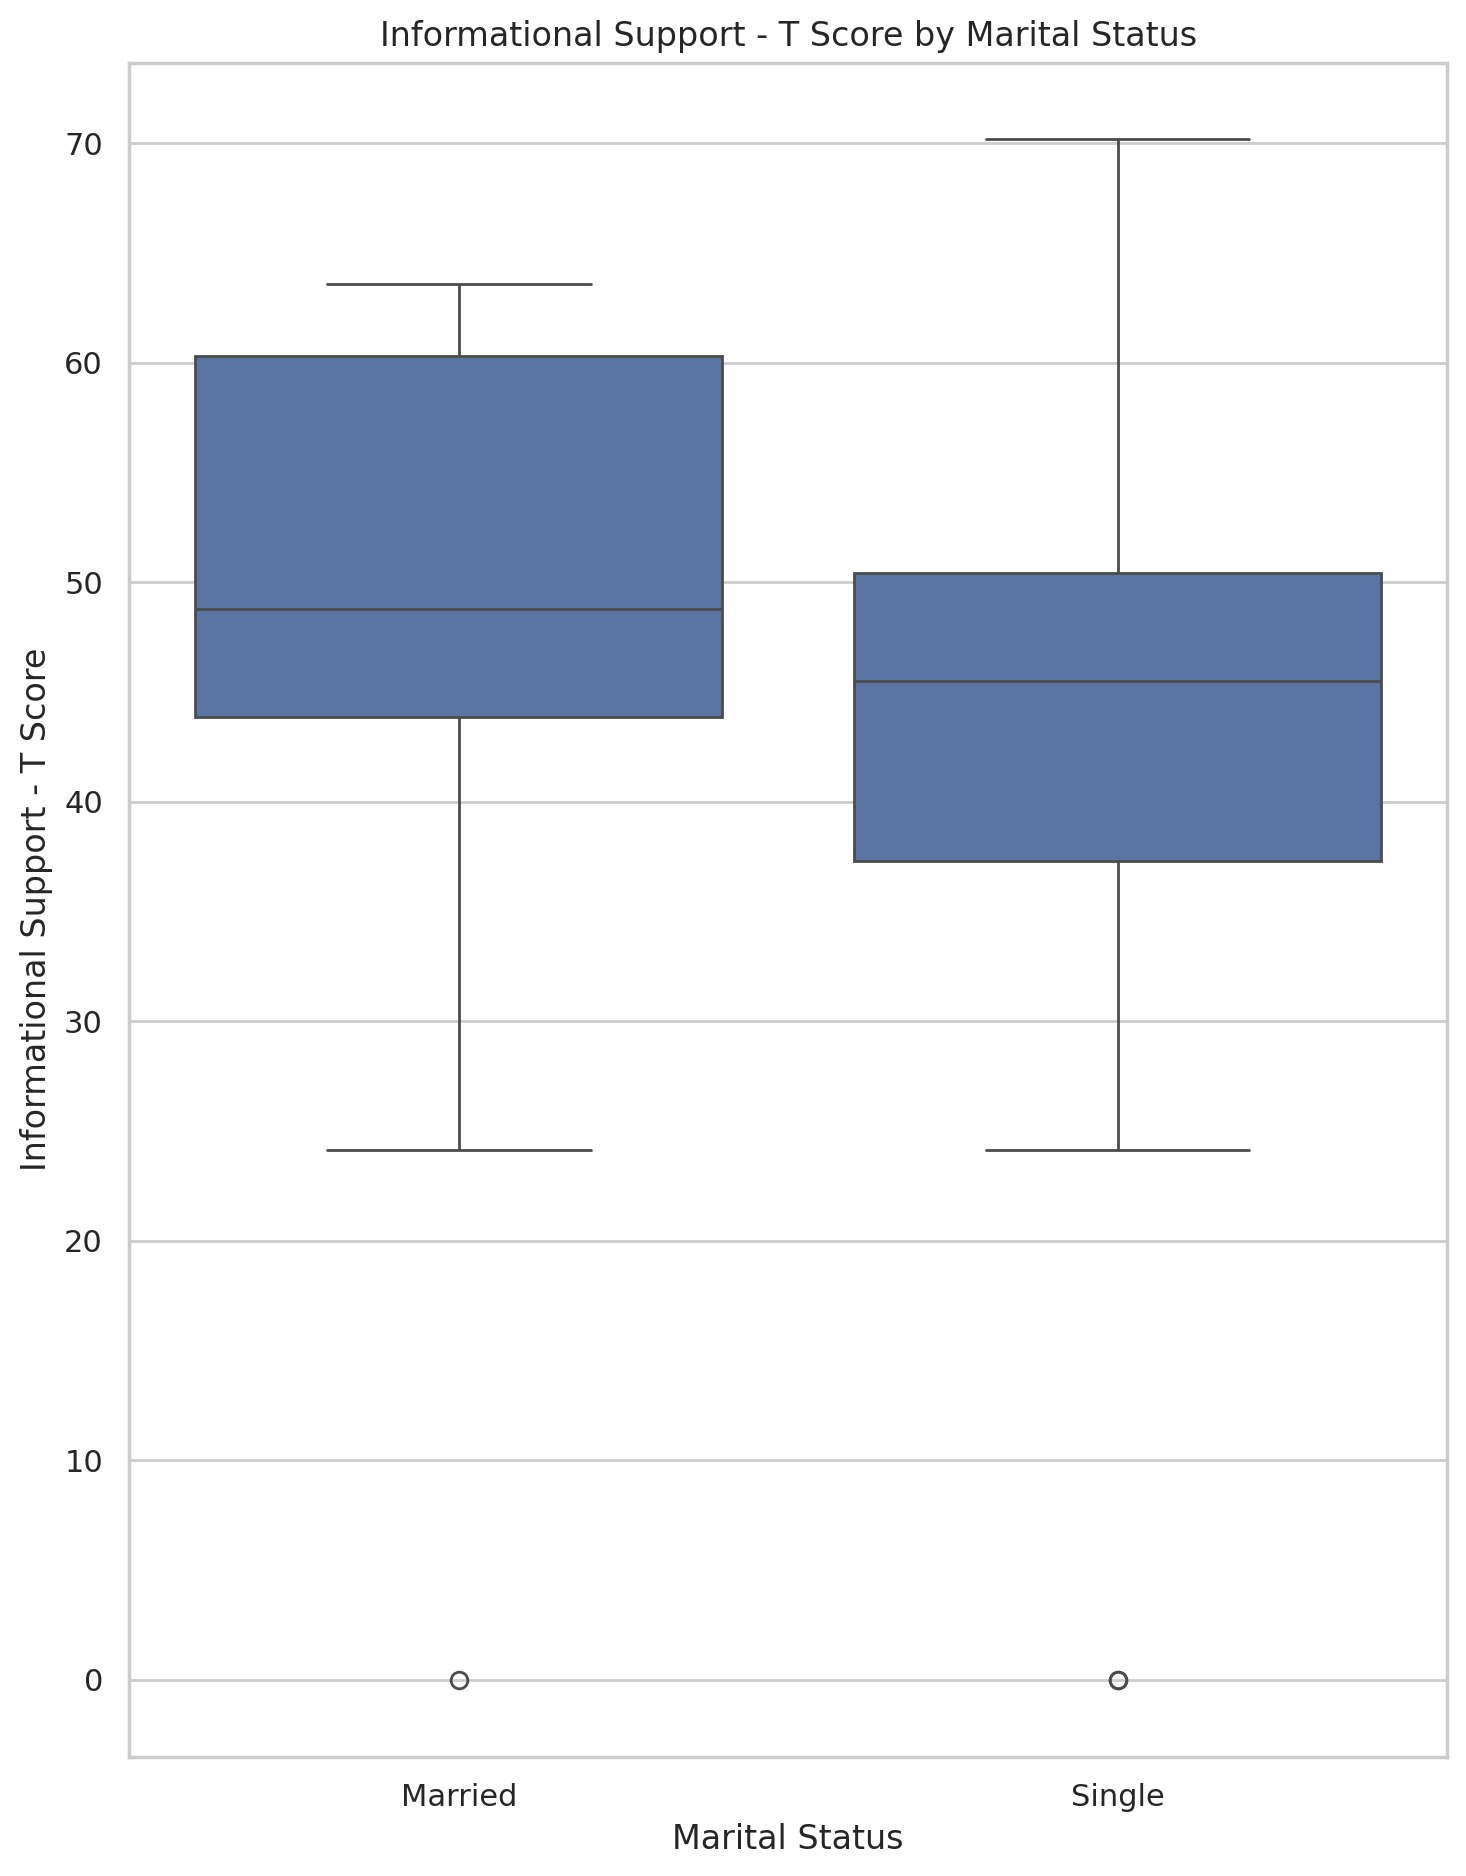 Informational Support - T Score by Marital Status
Informational Support - T Score
70
60
50
40
30
20
10
0
Married
Single
Marital Status